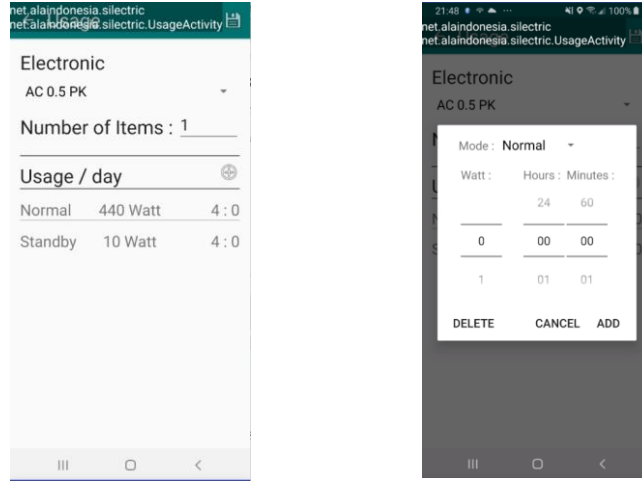 net.alaindonesia.silectric
net.alaindonesia.silectric.UsageActivity
Usage
Electronic
AC 0.5 PK
Number of Items : 1
Usage / day
Normal 440 Watt 4 : 0
Standby 10 Watt 4 : 0
21:48 100%
net.alaindonesia.silectric
net.alaindonesia.silectric.UsageActivity
Electronic
AC 0.5 PK
Mode : Normal
Watt : Hours : Minutes :
24 60
0 00 00
1 01 01
DELETE CANCEL ADD